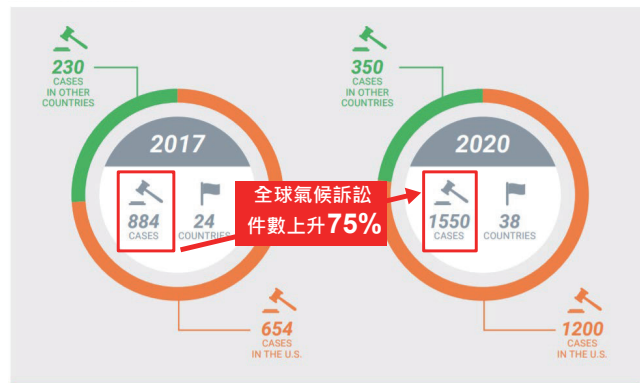 230
CASES
IN OTHER
COUNTRIES
2017
884
CASES
24
COUNTRIES
654
CASES
IN THE U.S.
全球氣候訴訟
件數上升75%
350
CASES
IN OTHER
COUNTRIES
2020
1550
CASES
38
COUNTRIES
1200
CASES
IN THE U.S.